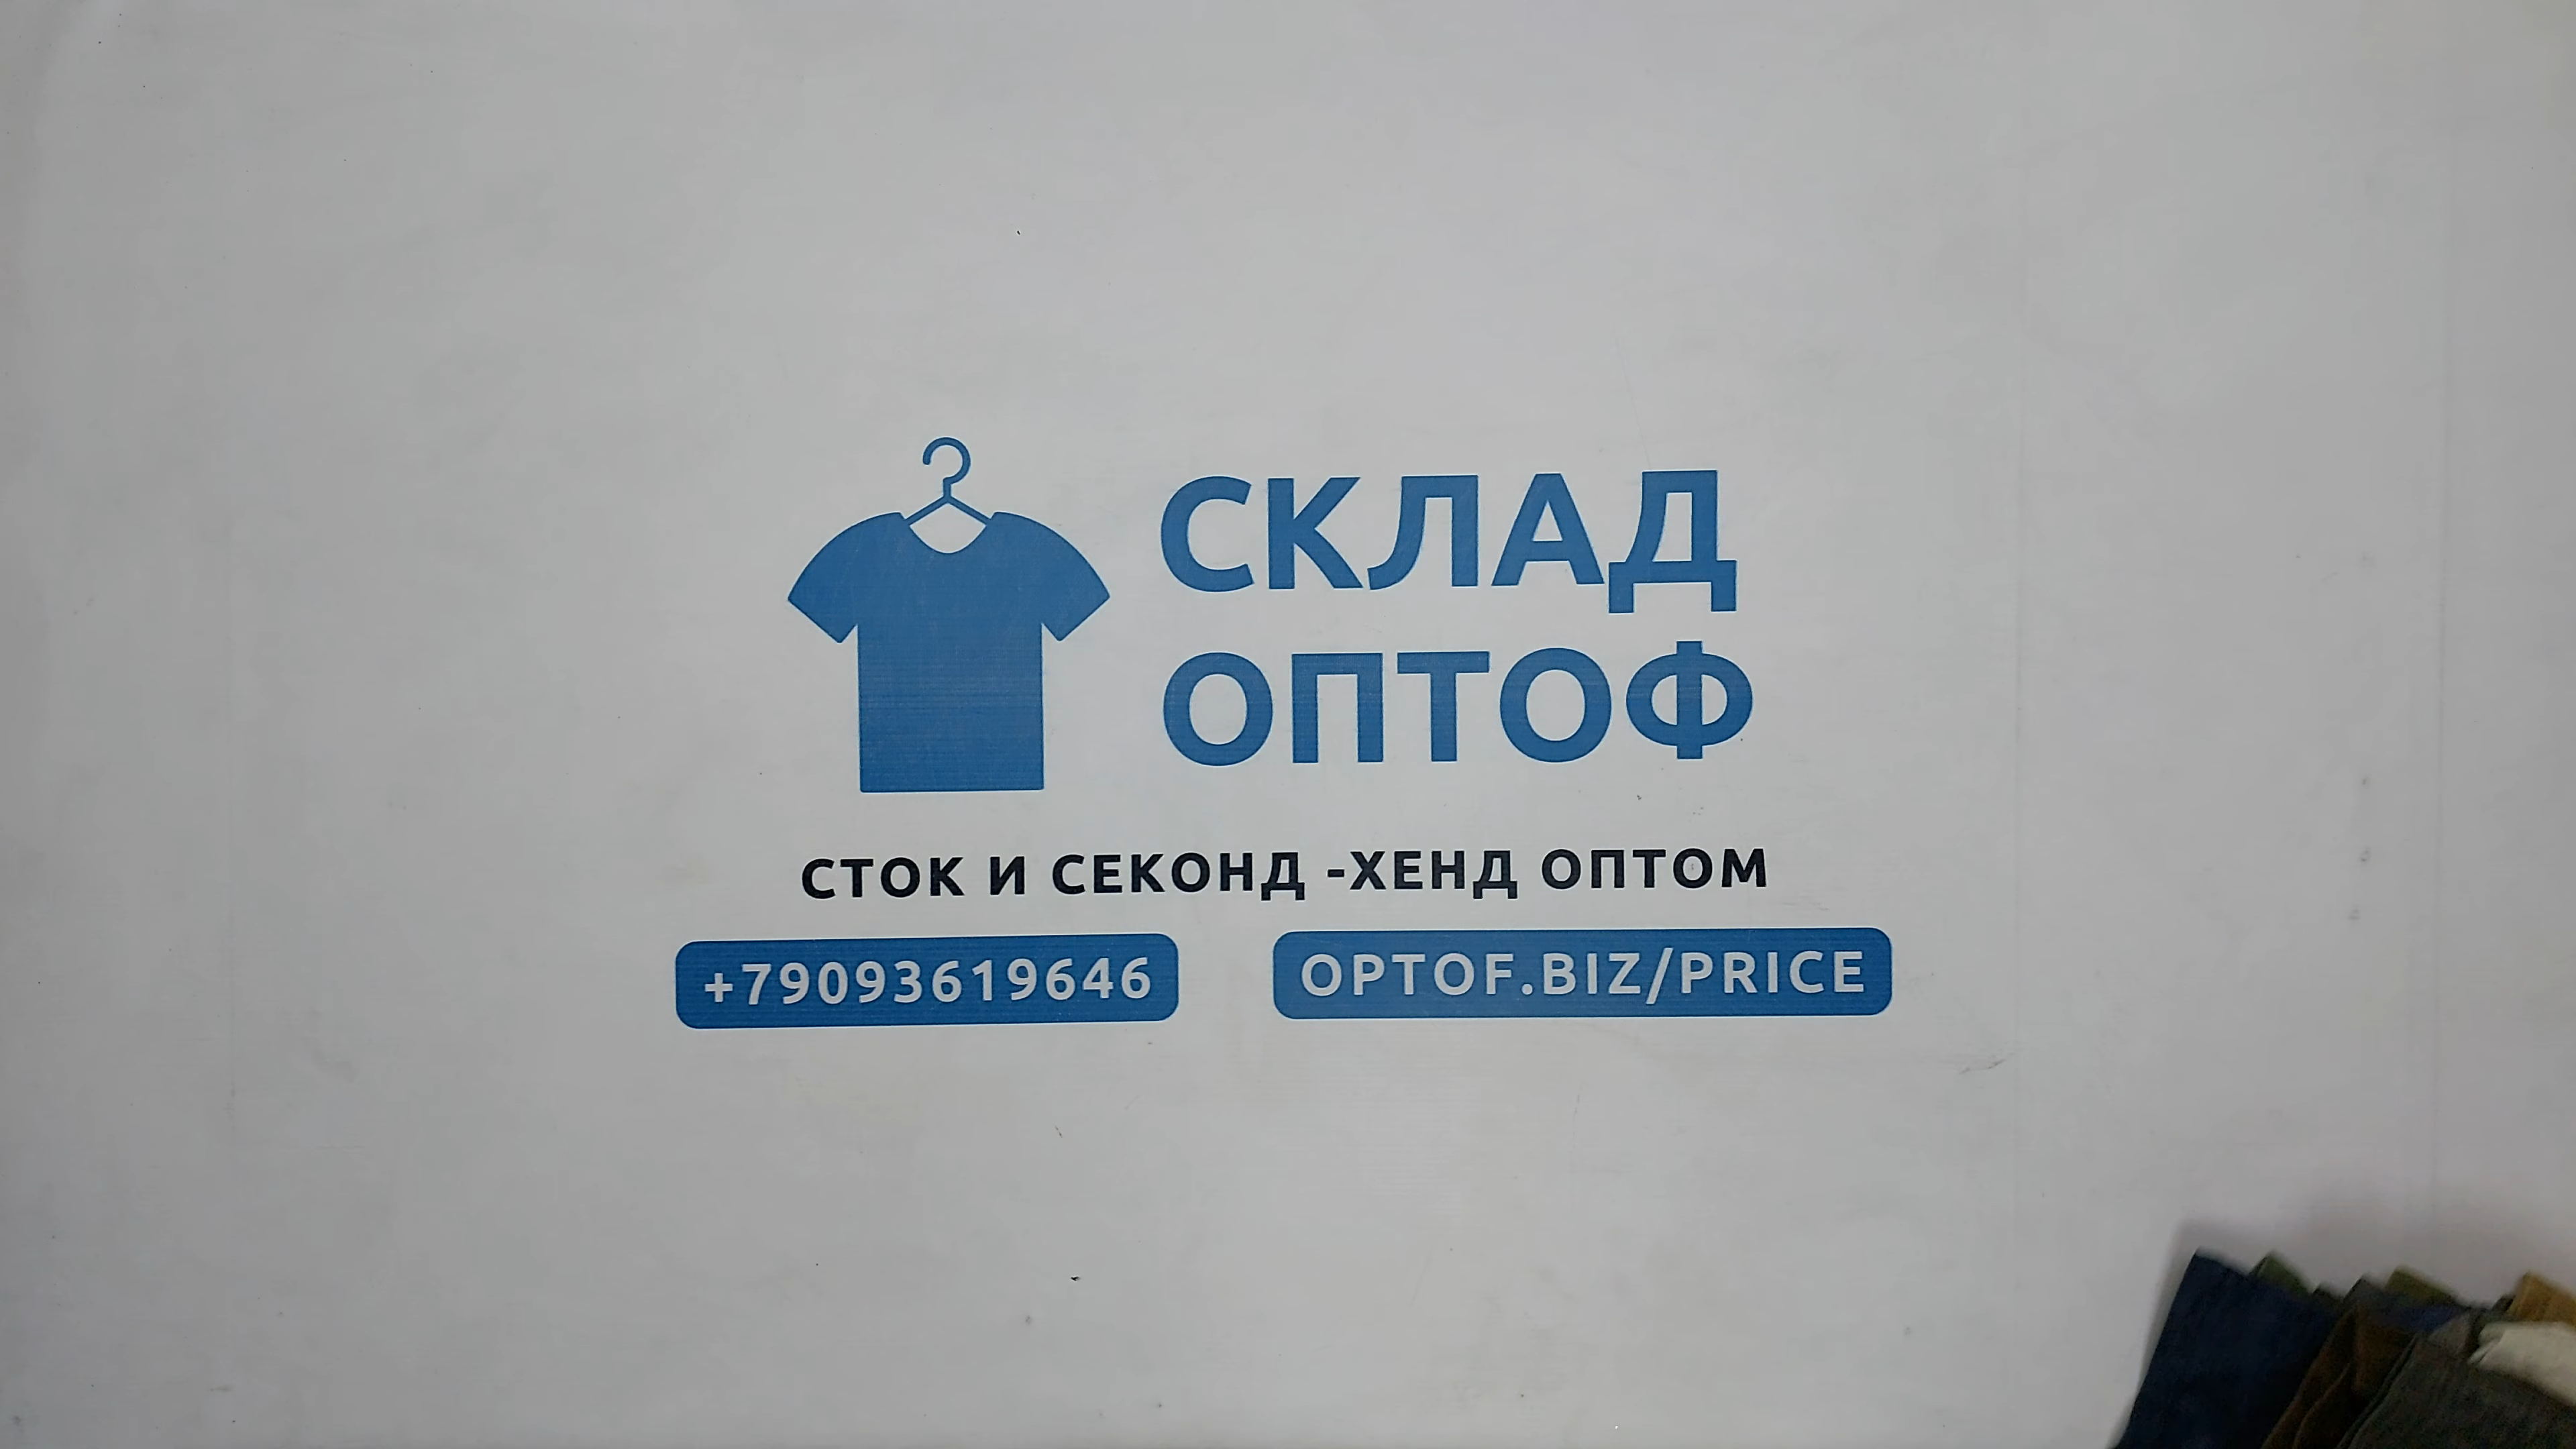 СКЛАД
ОПТОФ
СТОК И СЕКОНД -ХЕНД ОПТОМ
+79093619646
OPTOF.BIZ/PRICE